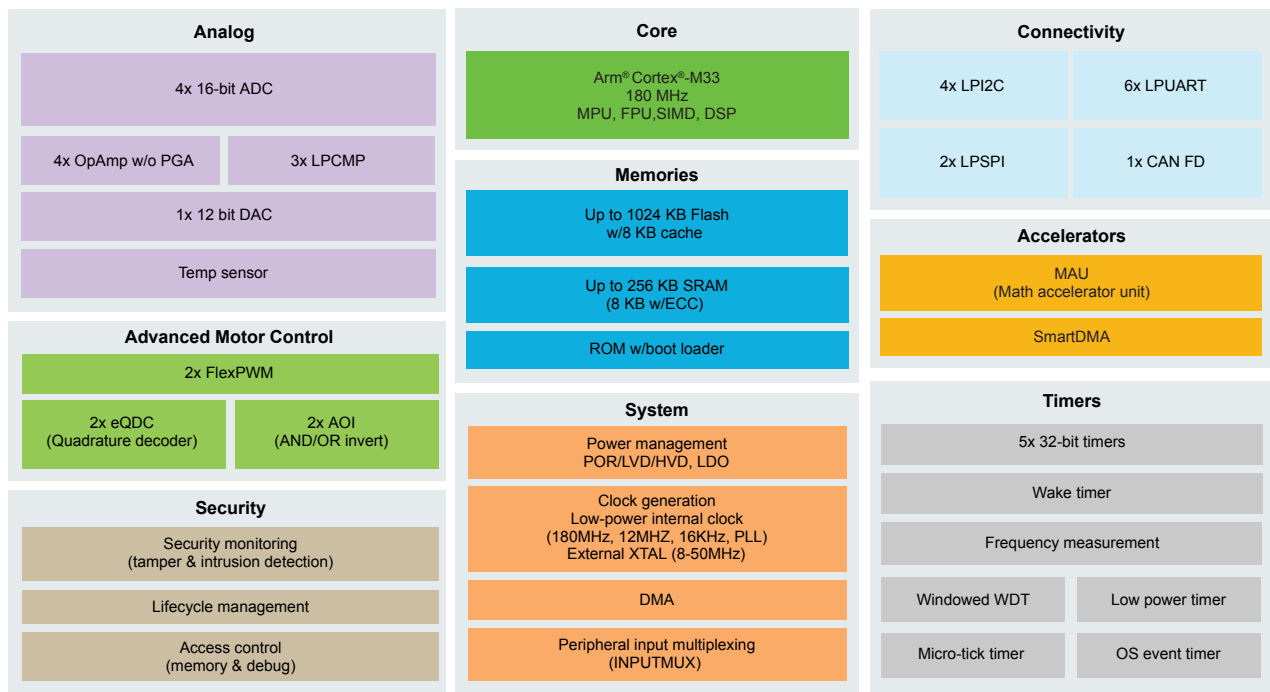 Analog
4x 16-bit ADC
4x OpAmp w/o PGA
3x LPCMP
1x 12 bit DAC
Temp sensor
Advanced Motor Control
2x FlexPWM
2x eQDC
(Quadrature decoder)
2x AOI
(AND/OR invert)
Security
Security monitoring
(tamper & intrusion detection)
Lifecycle management
Access control
(memory & debug)
Core
Arm® Cortex®-M33
180 MHz
MPU, FPU,SIMD, DSP
Memories
Up to 1024 KB Flash
w/8 KB cache
Up to 256 KB SRAM
(8 KB w/ECC)
ROM w/boot loader
System
Power management
POR/LVD/HVD, LDO
Clock generation
Low-power internal clock
(180MHz, 12MHZ, 16KHz, PLL)
External XTAL (8-50MHz)
DMA
Peripheral input multiplexing
(INPUTMUX)
Connectivity
4x LPI2C
6x LPUART
2x LPSPI
1x CAN FD
Accelerators
MAU
(Math accelerator unit)
SmartDMA
Timers
5x 32-bit timers
Wake timer
Frequency measurement
Windowed WDT
Low power timer
Micro-tick timer
OS event timer